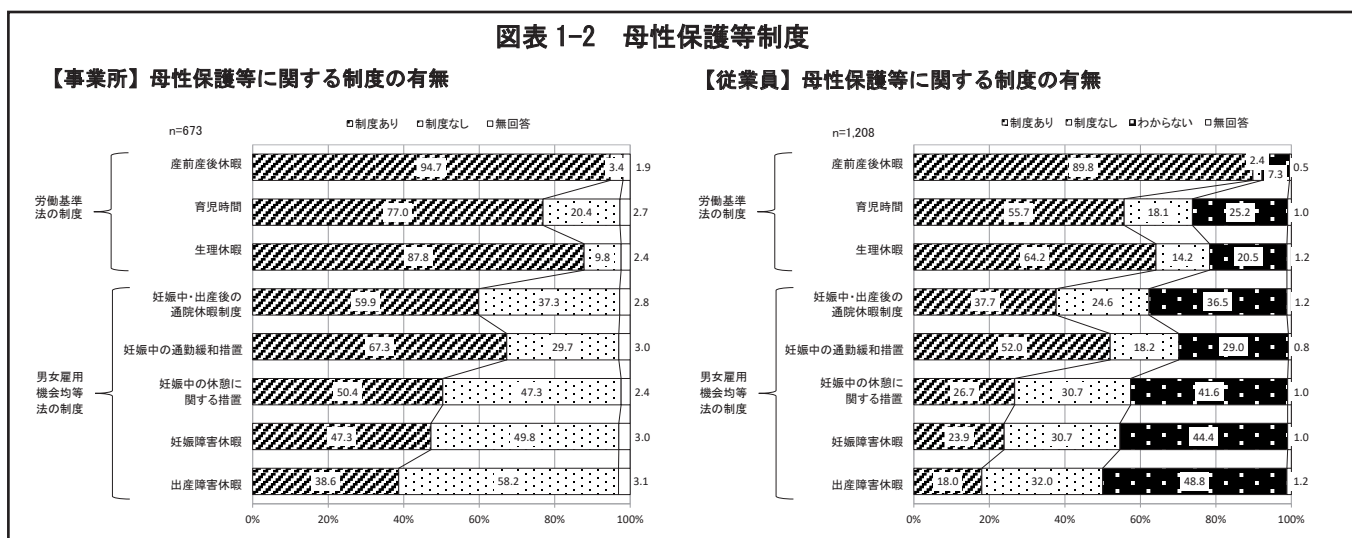 図表 1-2　母性保護等制度
【事業所】母性保護等に関する制度の有無
n=673
制度あり 制度なし 無回答
労働基準
法の制度
産前産後休暇 94.7 3.4 1.9
育児時間 77.0 20.4 2.7
生理休暇 87.8 9.8 2.4
男女雇用
機会均等
法の制度
妊娠中・出産後の
通院休暇制度 59.9 37.3 2.8
妊娠中の通勤緩和措置 67.3 29.7 3.0
妊娠中の休憩に
関する措置 50.4 47.3 2.4
妊娠障害休暇 47.3 49.8 3.0
出産障害休暇 38.6 58.2 3.1
0% 20% 40% 60% 80% 100%
【従業員】母性保護等に関する制度の有無
n=1,208
制度あり 制度なし わからない 無回答
労働基準
法の制度
産前産後休暇 89.8 2.4 7.3 0.5
育児時間 55.7 18.1 25.2 1.0
生理休暇 64.2 14.2 20.5 1.2
男女雇用
機会均等
法の制度
妊娠中・出産後の
通院休暇制度 37.7 24.6 36.5 1.2
妊娠中の通勤緩和措置 52.0 18.2 29.0 0.8
妊娠中の休憩に
関する措置 26.7 30.7 41.6 1.0
妊娠障害休暇 23.9 30.7 44.4 1.0
出産障害休暇 18.0 32.0 48.8 1.2
0% 20% 40% 60% 80% 100%